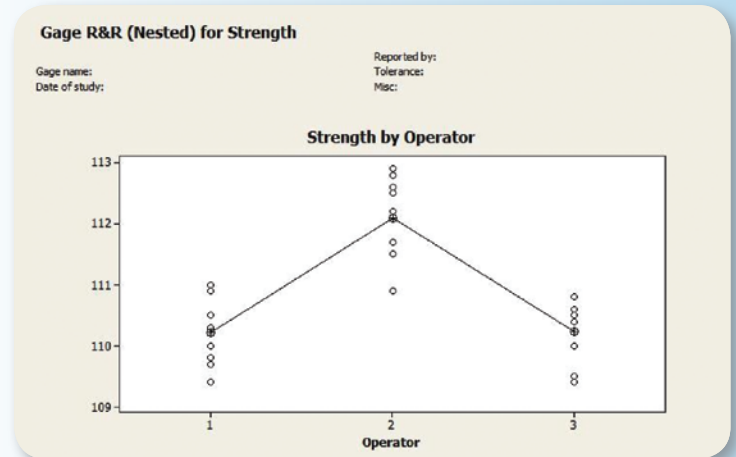 Gage R&R (Nested) for Strength
Gage name:
Date of study:
Reported by:
Tolerance:
Misc:
Strength by Operator
113
112
111
110
109
1 2 3
Operator